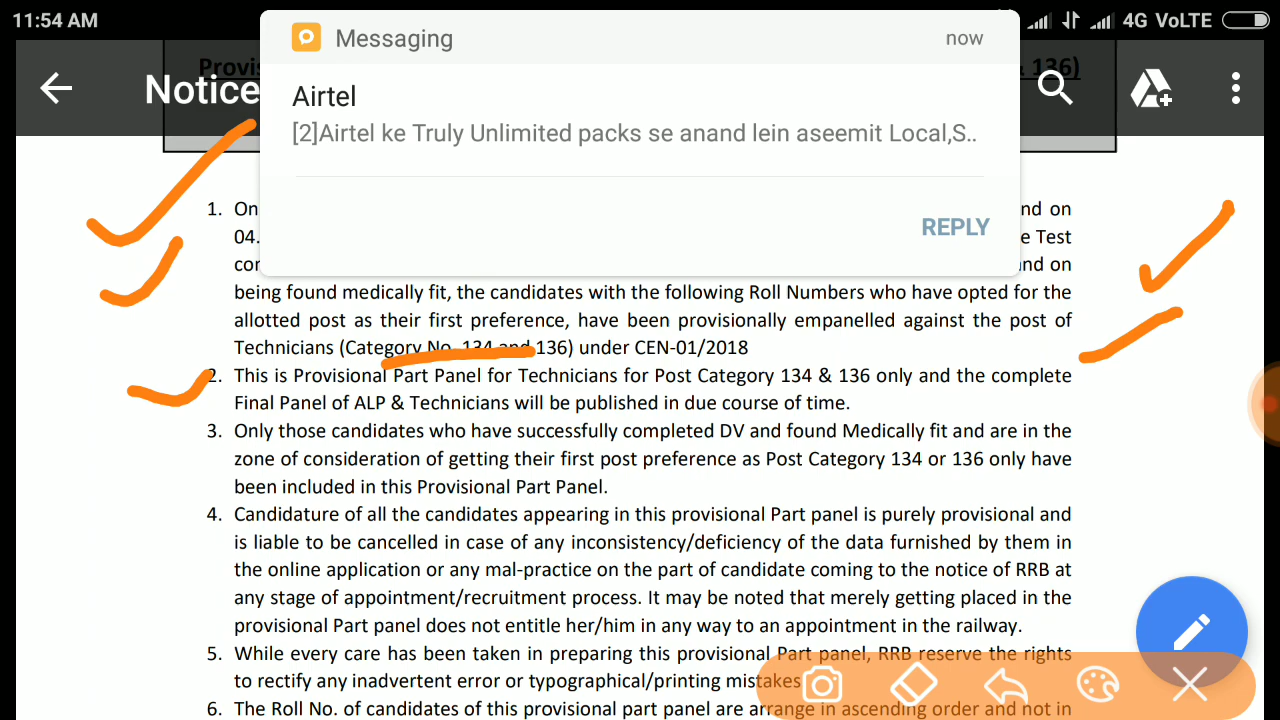 11:54 AM
4G VoLTE
Messaging
now
Provis
136)
Notice
Airtel
[2]Airtel ke Truly Unlimited packs se anand lein aseemit Local,S..
REPLY
1. On nd on
04. e Test
cor nd on
being found medically fit, the candidates with the following Roll Numbers who have opted for the
allotted post as their first preference, have been provisionally empanelled against the post of
Technicians (Category No. 134 and 136) under CEN-01/2018
2. This is Provisional Part Panel for Technicians for Post Category 134 & 136 only and the complete
Final Panel of ALP & Technicians will be published in due course of time.
3. Only those candidates who have successfully completed DV and found Medically fit and are in the
zone of consideration of getting their first post preference as Post Category 134 or 136 only have
been included in this Provisional Part Panel.
4. Candidature of all the candidates appearing in this provisional Part panel is purely provisional and
is liable to be cancelled in case of any inconsistency/deficiency of the data furnished by them in
the online application or any mal-practice on the part of candidate coming to the notice of RRB at
any stage of appointment/recruitment process. It may be noted that merely getting placed in the
provisional Part panel does not entitle her/him in any way to an appointment in the railway.
5. While every care has been taken in preparing this provisional Part panel, RRB reserve the rights
to rectify any inadvertent error or typographical/printing mistakes
6. The Roll No. of candidates of this provisional part panel are arrange in ascending order and not in